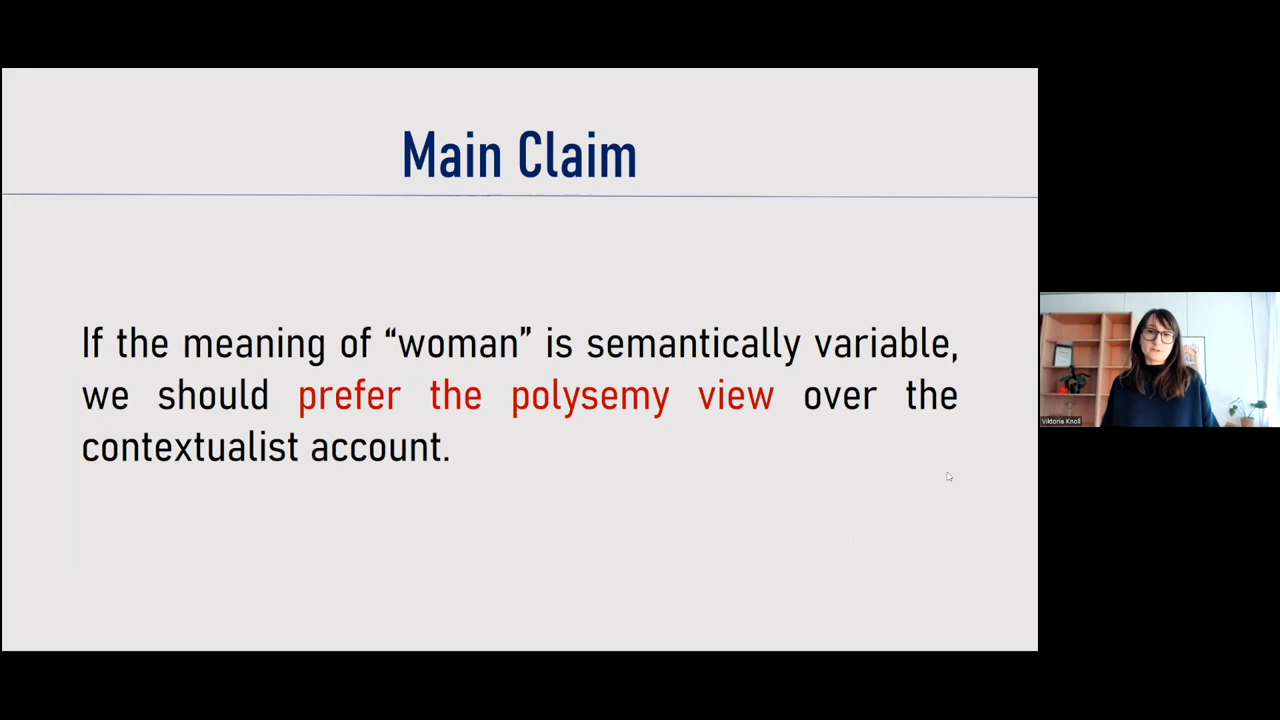 Main Claim
If the meaning of “woman” is semantically variable,
we should prefer the polysemy view over the
contextualist account.
Viktoria Knoll